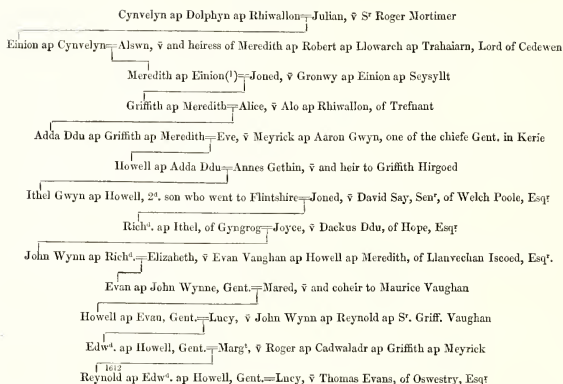 Cynvelyn ap Dolphyn ap Rhiwallon=Julian, ṽ Sʳ Roger Mortimer
Einion ap Cynvelyn=Alswn, ṽ and heiress of Meredith ap Robert ap Llowarch ap Trahaiarn, Lord of Cedewen
Meredith ap Einion(¹)=Joned, ṽ Gronwy ap Einion ap Seysyllt
Griffith ap Meredith=Alice, ṽ Alo ap Rhiwallon, of Trefnant
Adda Ddu ap Griffith ap Meredith=Eve, ṽ Meyrick ap Aaron Gwyn, one of the chiefe Gent. in Kerie
Howell ap Adda Ddu=Annes Gethin, ṽ and heir to Griffith Hirgoed
Ithel Gwyn ap Howell, 2ᵈ. son who went to Flintshire=Joned, ṽ David Say, Senʳ, of Welch Poole, Esqʳ
Richᵈ. ap Ithel, of Gyngrog=Joyce, ṽ Dackus Ddu, of Hope, Esqʳ
John Wynn ap Richᵈ.=Elizabeth, ṽ Evan Vaughan ap Howell ap Meredith, of Llanvechan Iscoed, Esqʳ.
Evan ap John Wynne, Gent.=Mared, ṽ and coheir to Maurice Vaughan
Howell ap Evan, Gent.=Lucy, ṽ John Wynn ap Reynold ap Sʳ. Griff. Vaughan
Edwᵈ. ap Howell, Gent.=Margᵗ, ṽ Roger ap Cadwaladr ap Griffith ap Meyrick
1612
Reynold ap Edwᵈ. ap Howell, Gent.=Lucy, ṽ Thomas Evans, of Oswestry, Esqʳ